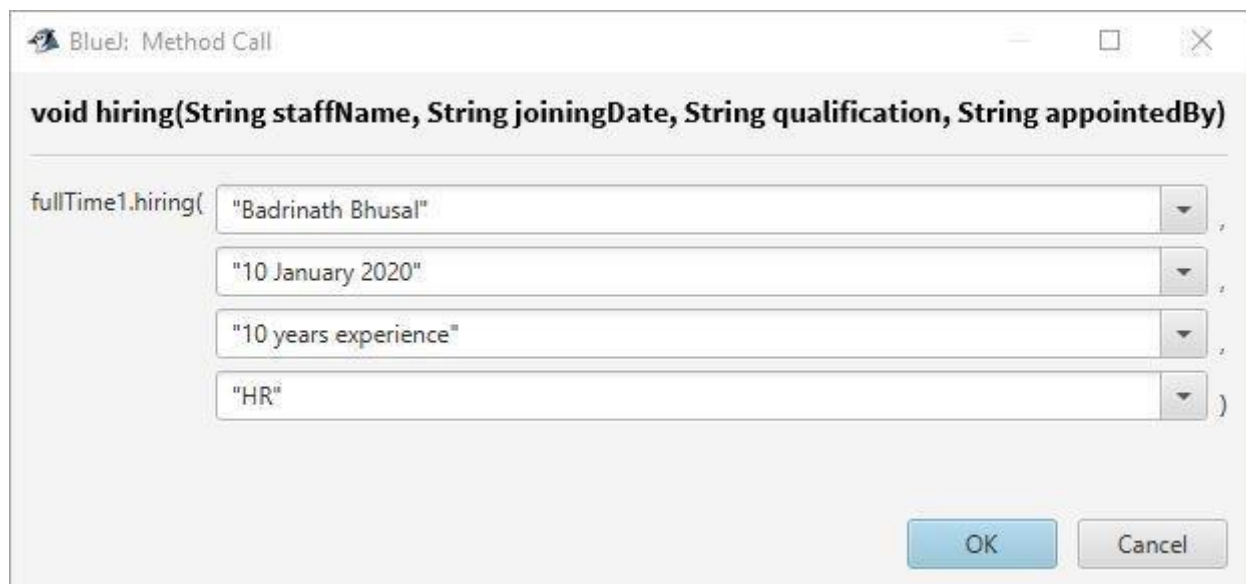 BlueJ: Method Call
void hiring(String staffName, String joiningDate, String qualification, String appointedBy)
fullTime1.hiring( "Badrinath Bhusal" ,
"10 January 2020" ,
"10 years experience" ,
"HR" )
OK Cancel